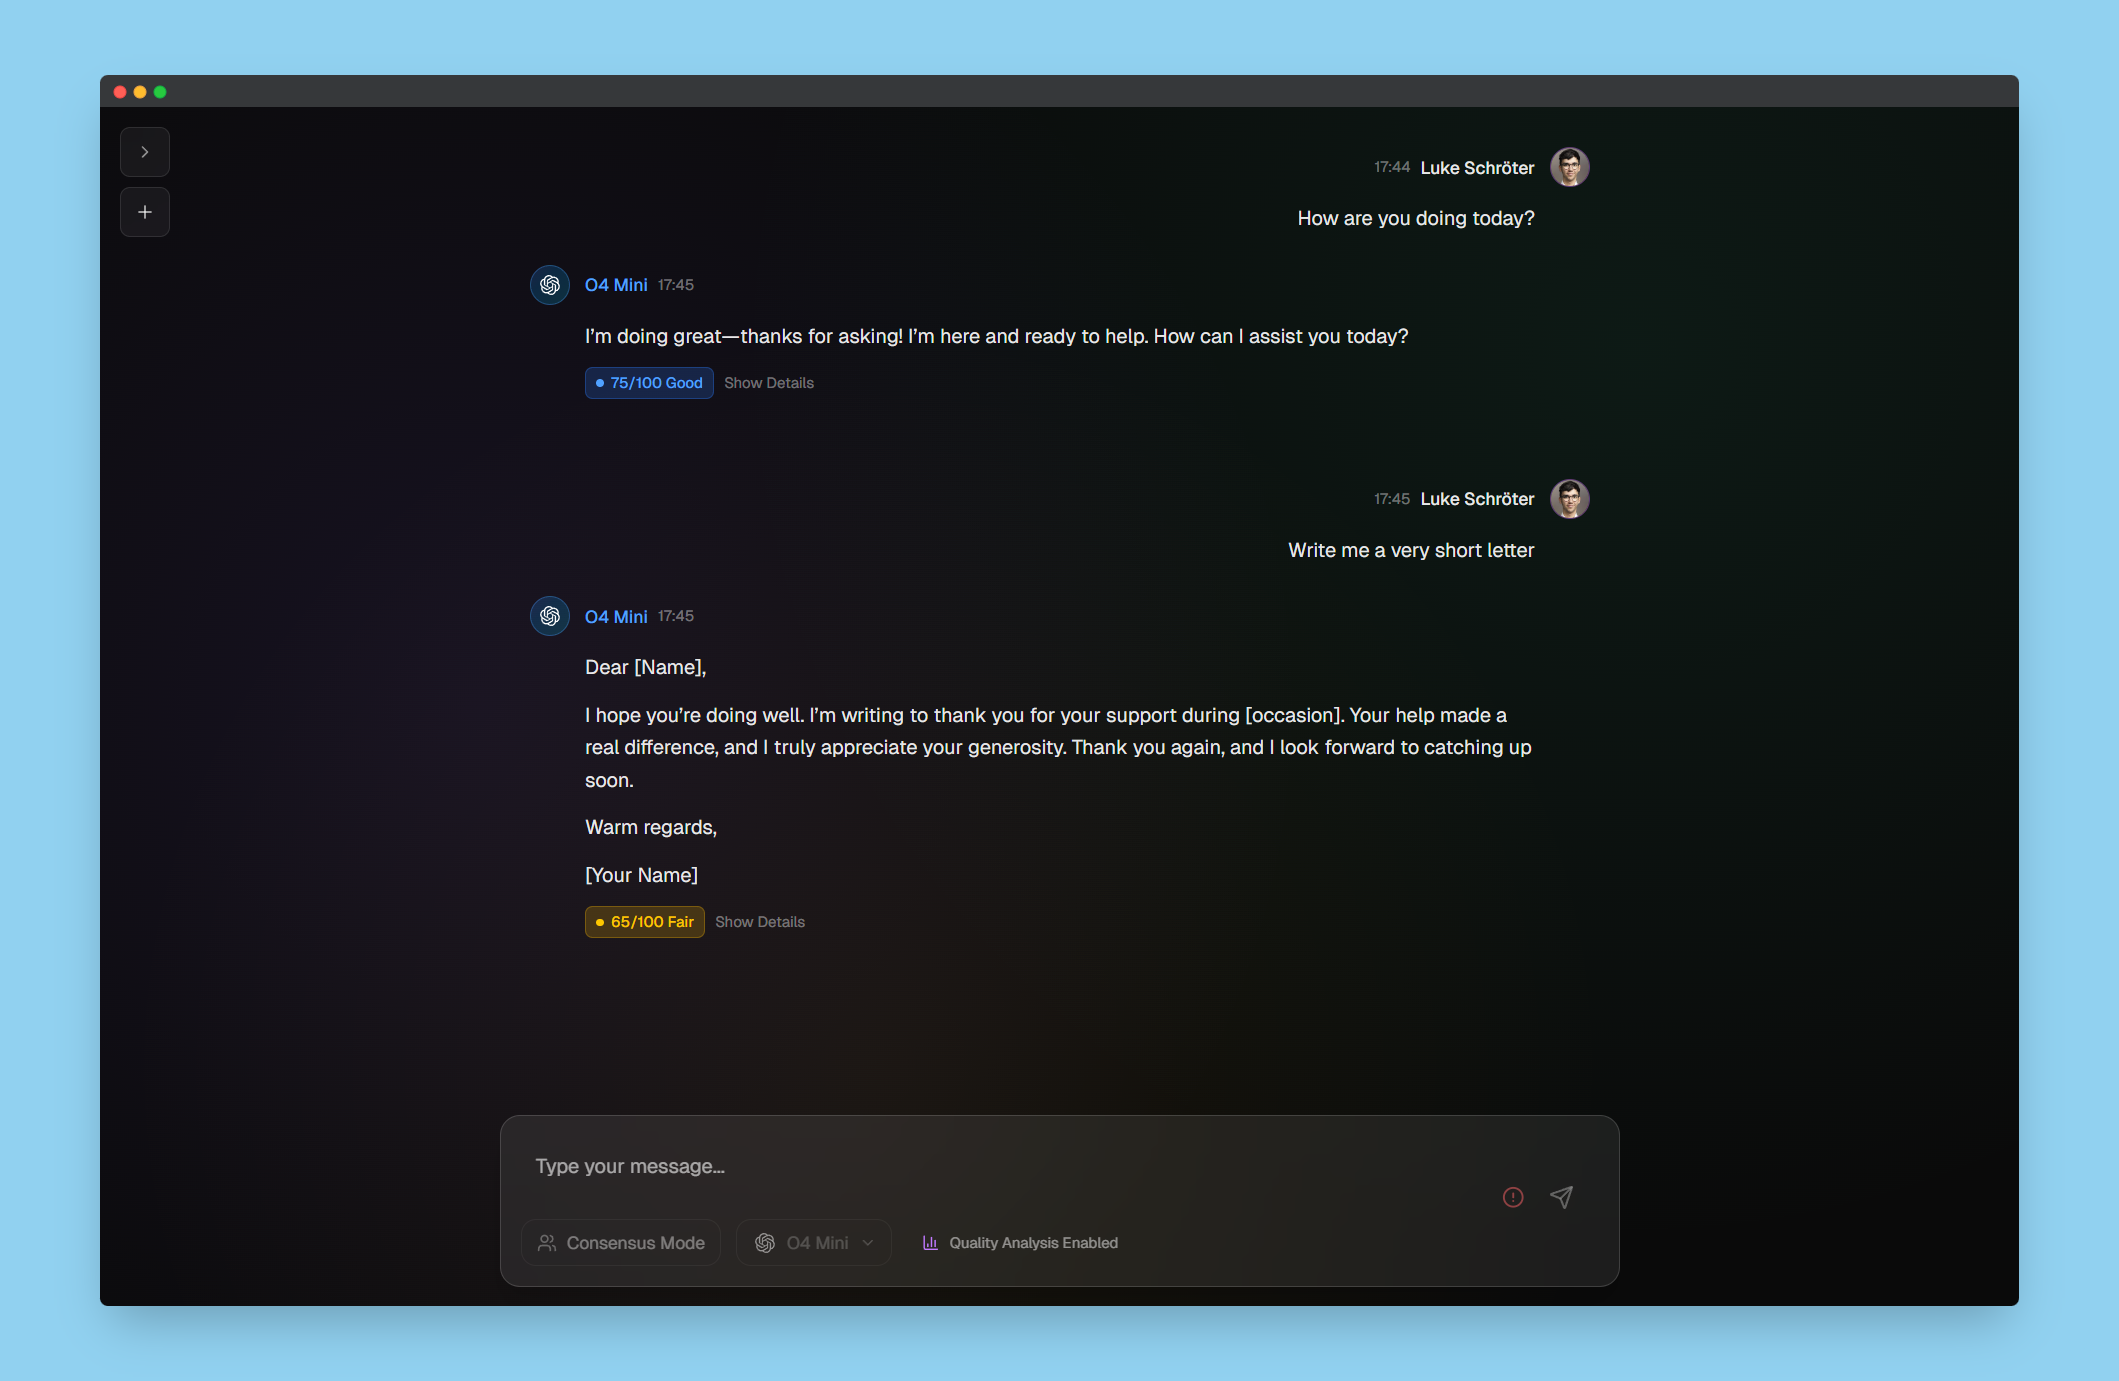 17:44 Luke Schröter
How are you doing today?
O4 Mini 17:45
I’m doing great—thanks for asking! I’m here and ready to help. How can I assist you today?
75/100 Good Show Details
17:45 Luke Schröter
Write me a very short letter
O4 Mini 17:45
Dear [Name],
I hope you’re doing well. I’m writing to thank you for your support during [occasion]. Your help made a
real difference, and I truly appreciate your generosity. Thank you again, and I look forward to catching up
soon.
Warm regards,
[Your Name]
65/100 Fair Show Details
Type your message...
Consensus Mode O4 Mini Quality Analysis Enabled